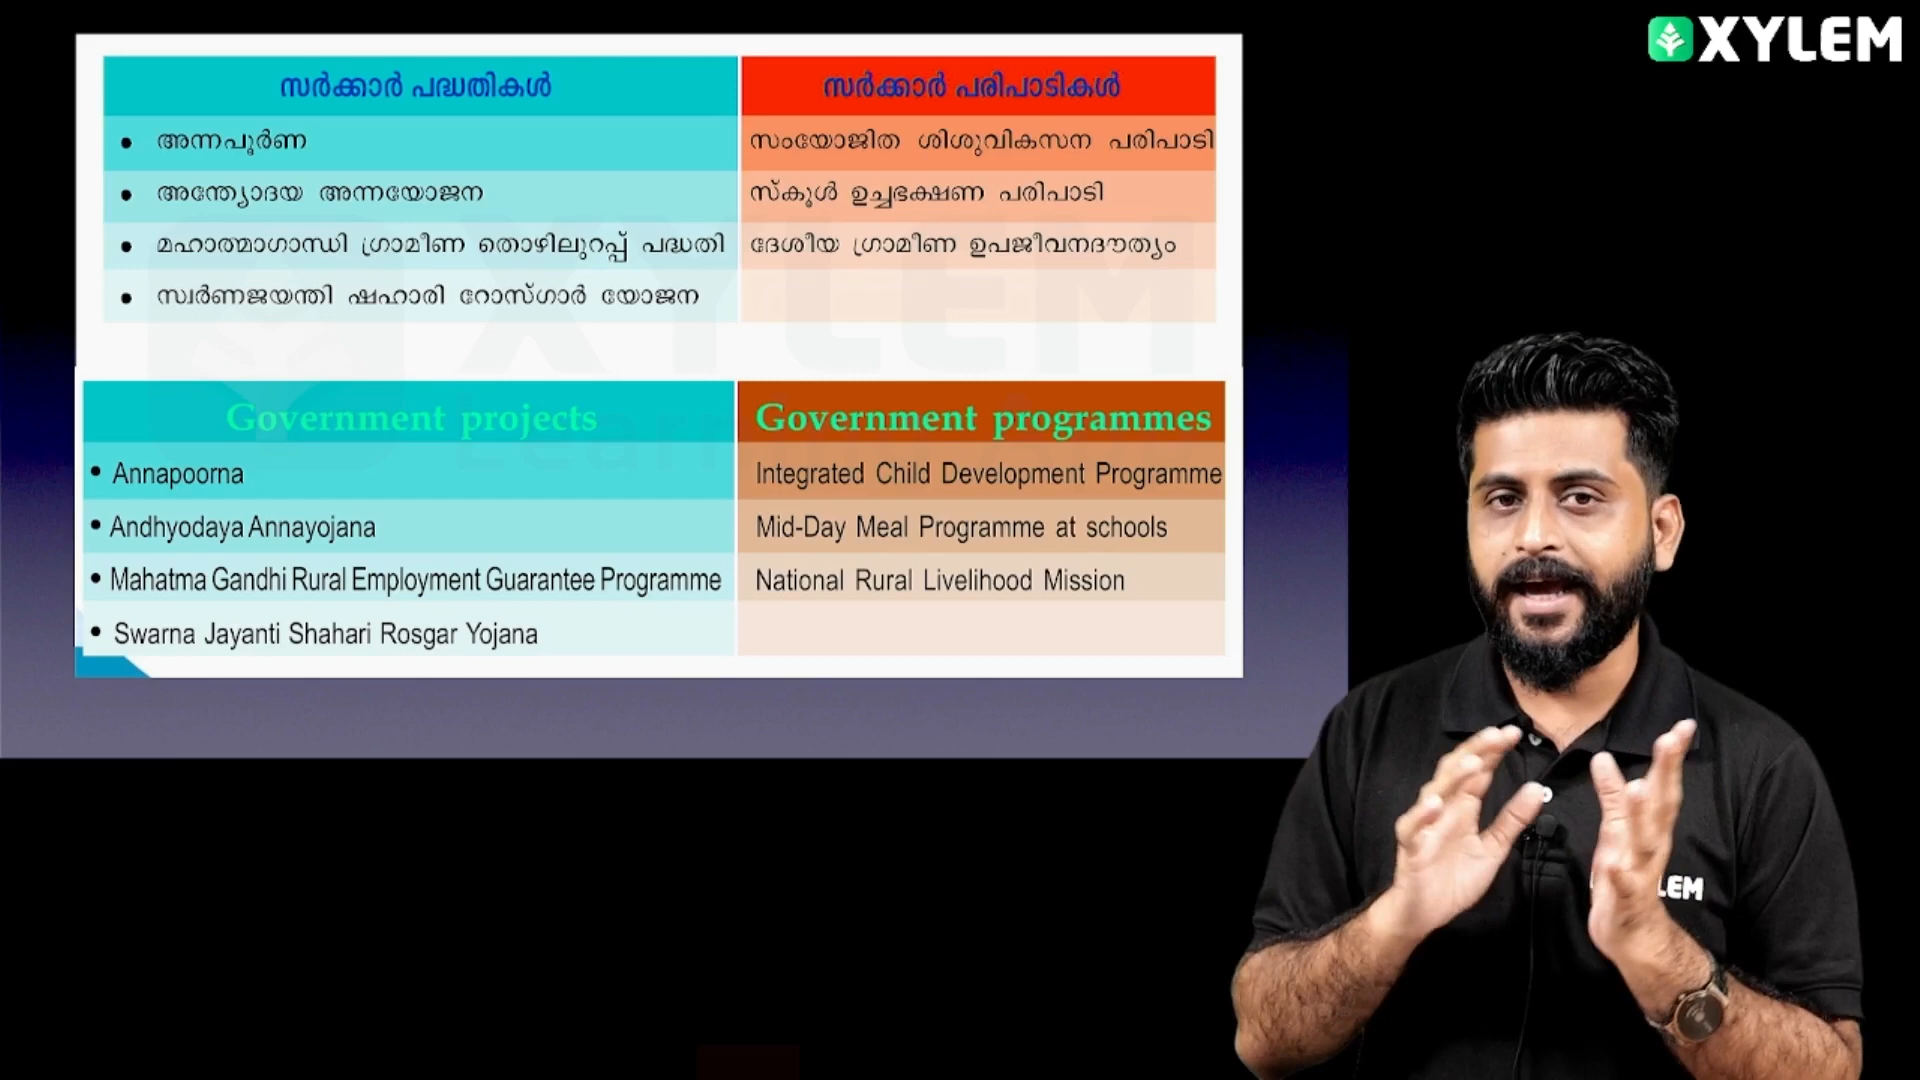 XYLEM
സർക്കാർ പദ്ധതികൾ
സർക്കാർ പരിപാടികൾ
• അന്നപൂർണ
സംയോജിത ശിശുവികസന പരിപാടി
• അന്ത്യോദയ അന്നയോജന
സ്കൂൾ ഉച്ചഭക്ഷണ പരിപാടി
• മഹാത്മാഗാന്ധി ഗ്രാമീണ തൊഴിലുറപ്പ് പദ്ധതി
ദേശീയ ഗ്രാമീണ ഉപജീവനദൗത്യം
• സ്വർണജയന്തി ഷഹാരി റോസ്ഗാർ യോജന
Government projects
Government programmes
• Annapoorna
Integrated Child Development Programme
• Andhyodaya Annayojana
Mid-Day Meal Programme at schools
• Mahatma Gandhi Rural Employment Guarantee Programme
National Rural Livelihood Mission
• Swarna Jayanti Shahari Rosgar Yojana
XYLEM